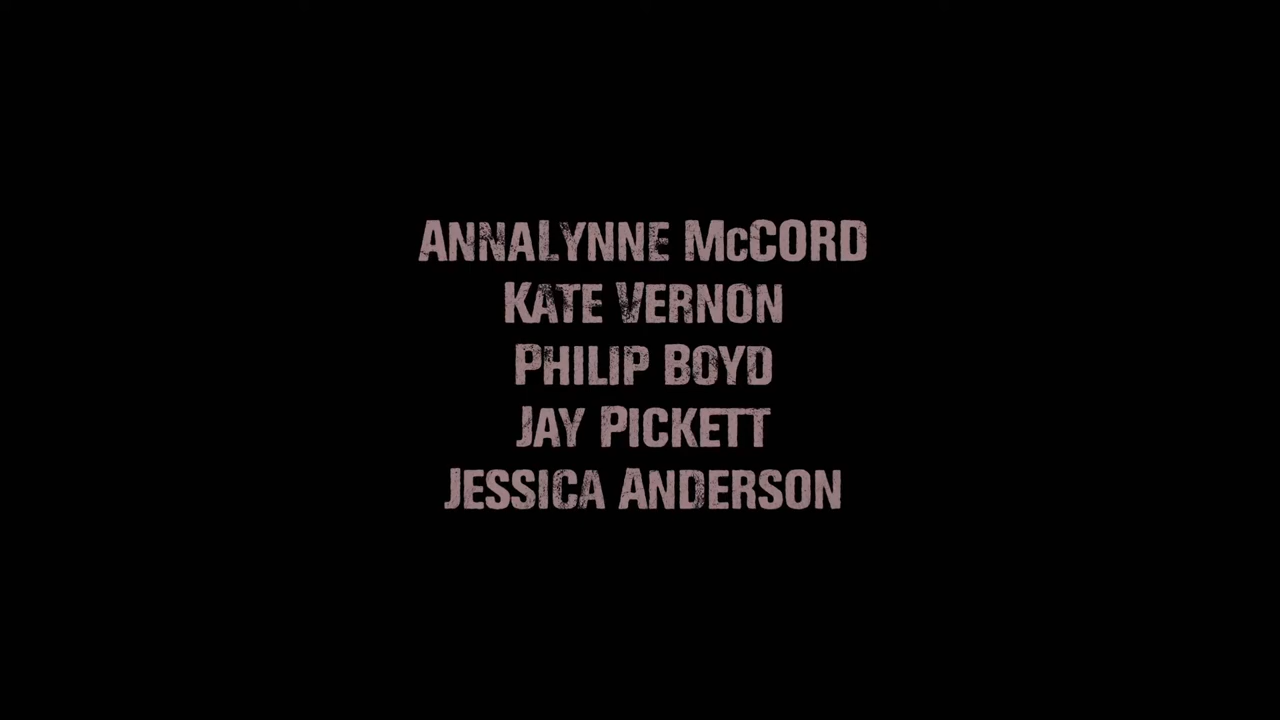 AnnaLynne McCord
Kate Vernon
Philip Boyd
Jay Pickett
Jessica Anderson